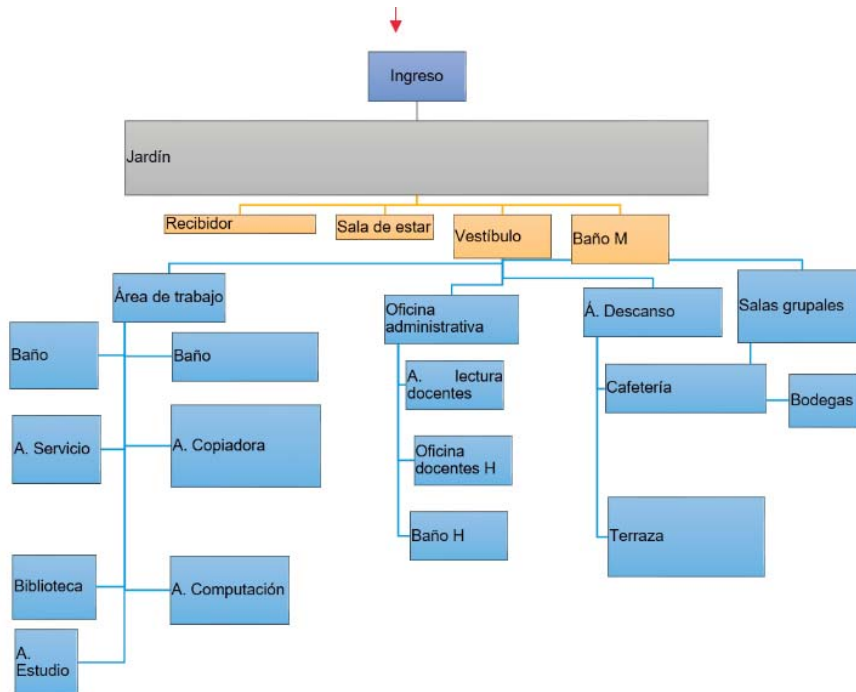 Ingreso
Jardín
Recibidor
Sala de estar
Vestíbulo
Baño M
Área de trabajo
Oficina
administrativa
Á. Descanso
Salas grupales
Baño
Baño
A. lectura
docentes
Cafetería
Bodegas
A. Servicio
A. Copiadora
Oficina
docentes H
Baño H
Terraza
Biblioteca
A. Computación
A.
Estudio